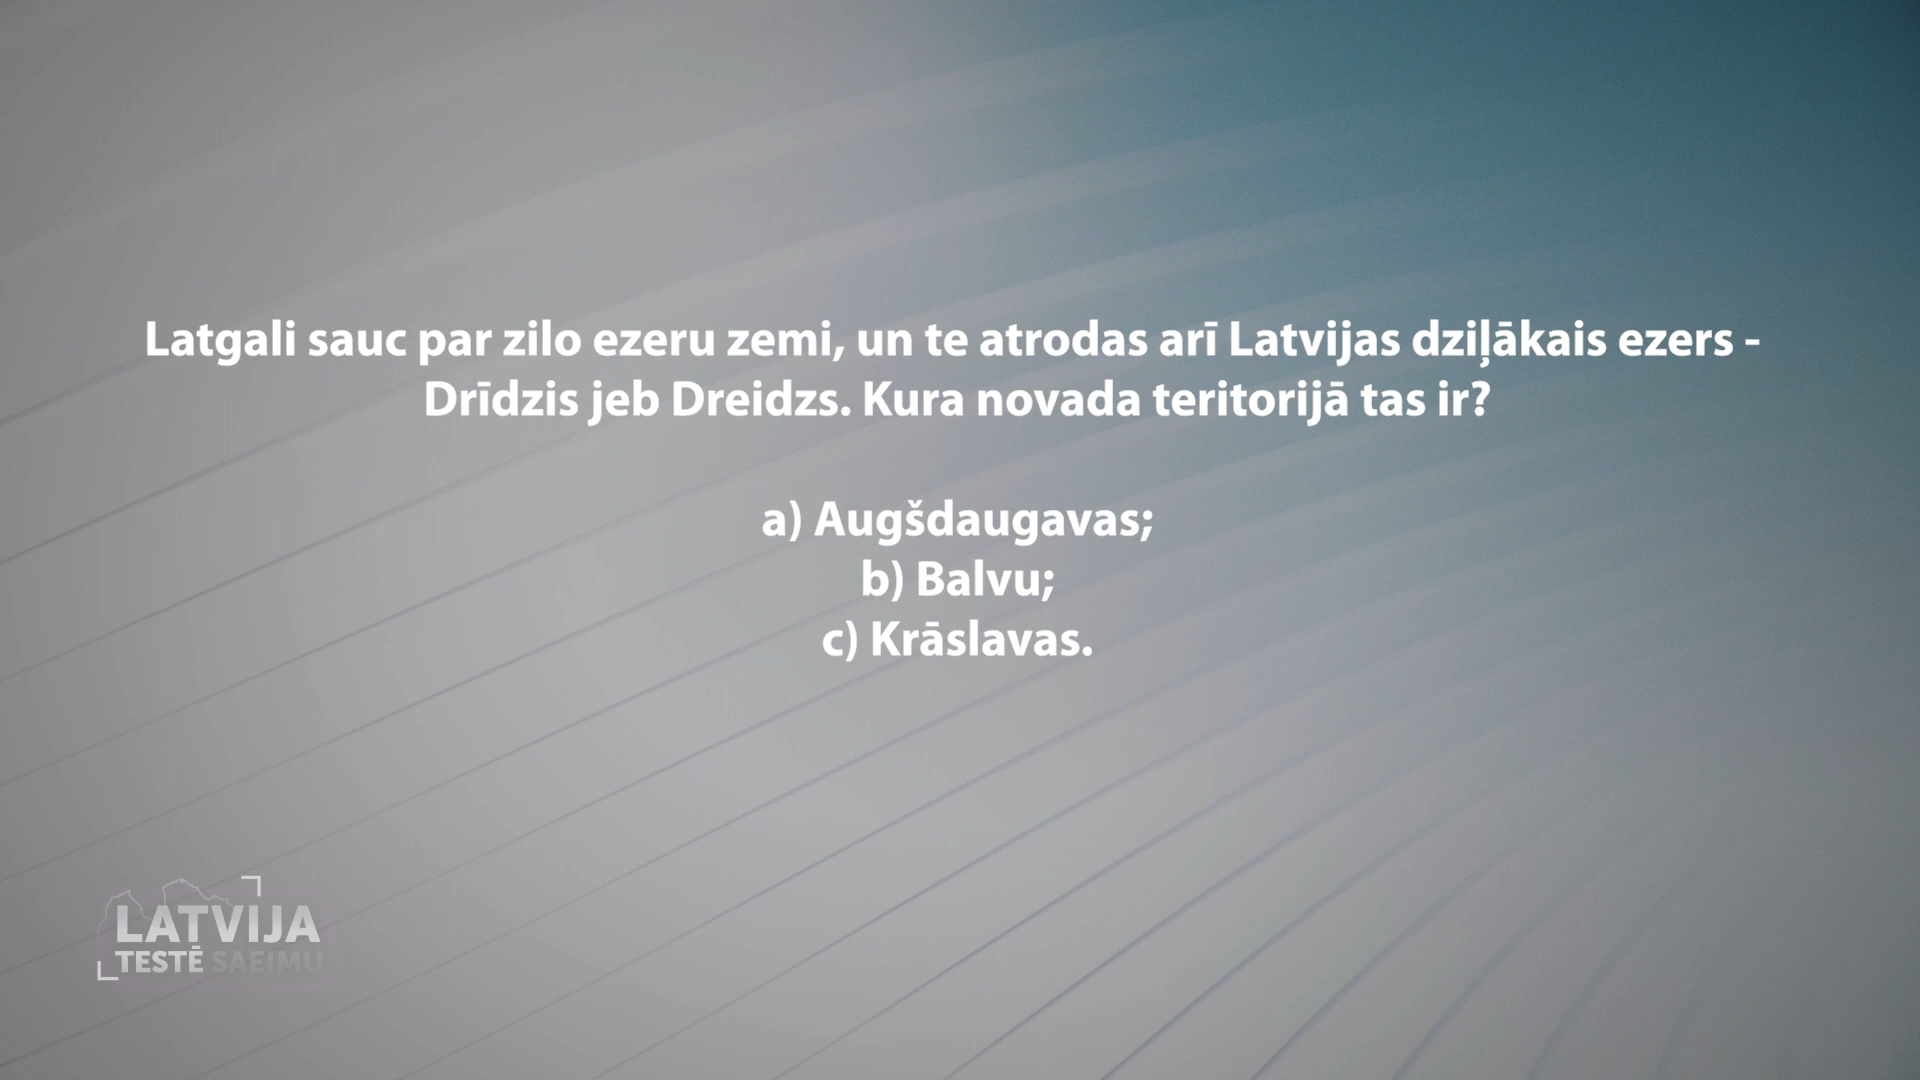 Latgali sauc par zilo ezeru zemi, un te atrodas arī Latvijas dziļākais ezers -
Drīdzis jeb Dreidzs. Kura novada teritorijā tas ir?
a) Augšdaugavas;
b) Balvu;
c) Krāslavas.
LATVIJA
TESTĒ SAEIMU